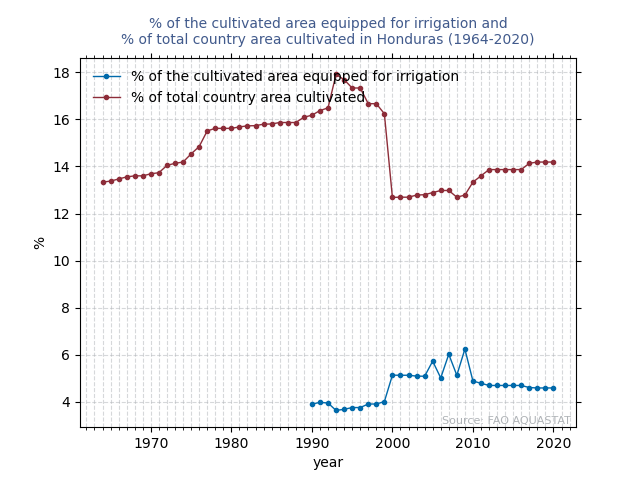 % of the cultivated area equipped for irrigation and
% of total country area cultivated in Honduras (1964-2020)
% of the cultivated area equipped for irrigation
% of total country area cultivated
18
16
14
12
10
8
6
4
%
Source: FAO AQUASTAT
1970 1980 1990 2000 2010 2020
year